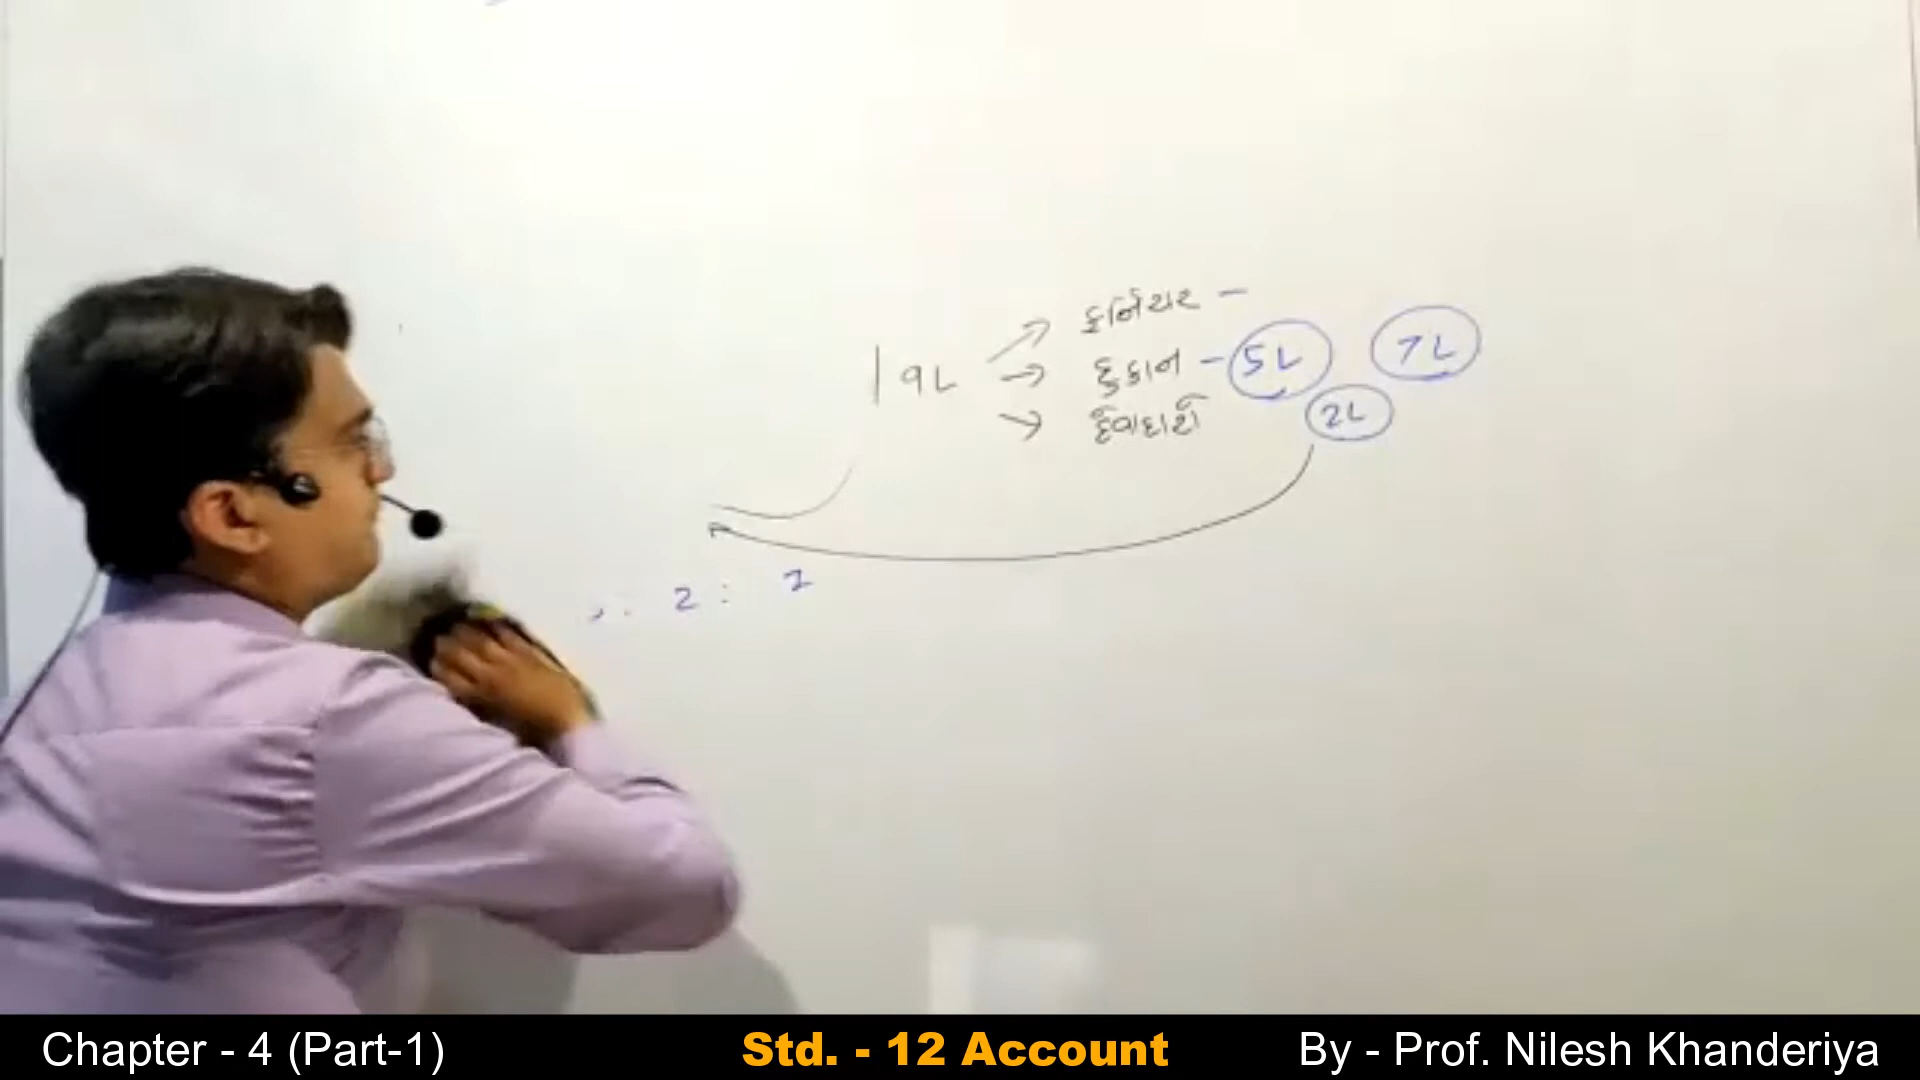 ફર્નિચર -
9L → દુકાન - 5L 7L
દેવાદારો 2L
: 2 : 1
Chapter - 4 (Part-1) Std. - 12 Account By - Prof. Nilesh Khanderiya